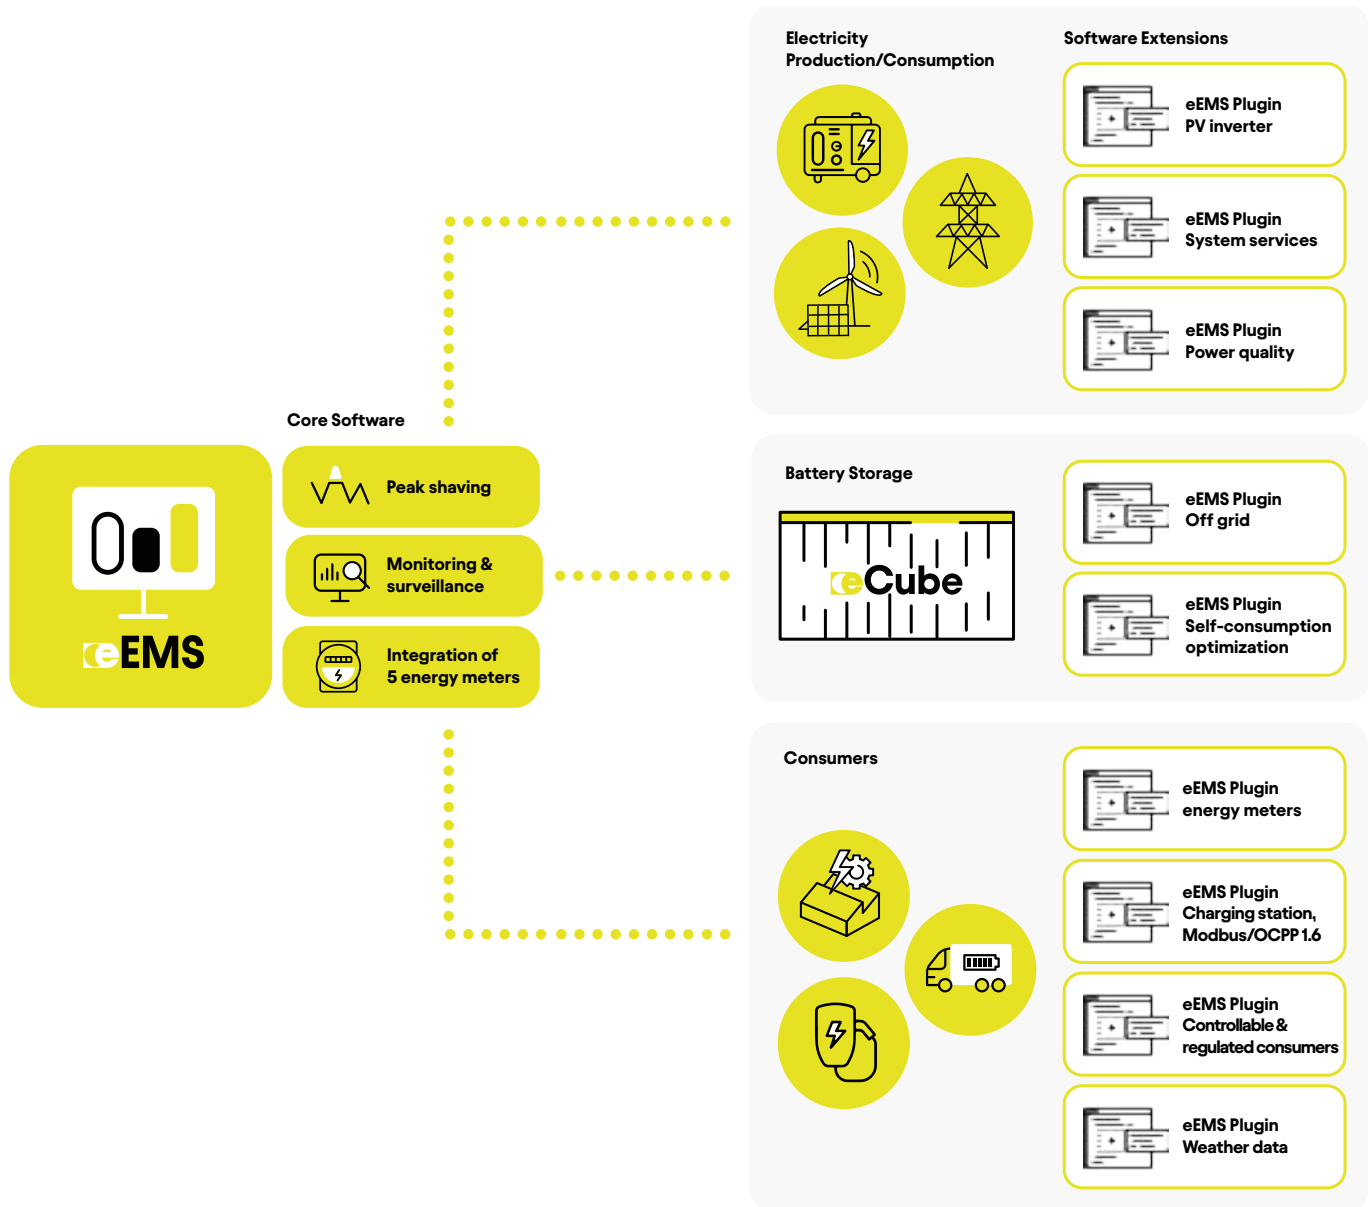 Electricity
Production/Consumption
Software Extensions
eEMS Plugin
PV inverter
eEMS Plugin
System services
eEMS Plugin
Power quality
Core Software
Peak shaving
Monitoring &
surveillance
Integration of
5 energy meters
eEMS
Battery Storage
eCube
eEMS Plugin
Off grid
eEMS Plugin
Self-consumption
optimization
Consumers
eEMS Plugin
energy meters
eEMS Plugin
Charging station,
Modbus/OCPP 1.6
eEMS Plugin
Controllable &
regulated consumers
eEMS Plugin
Weather data